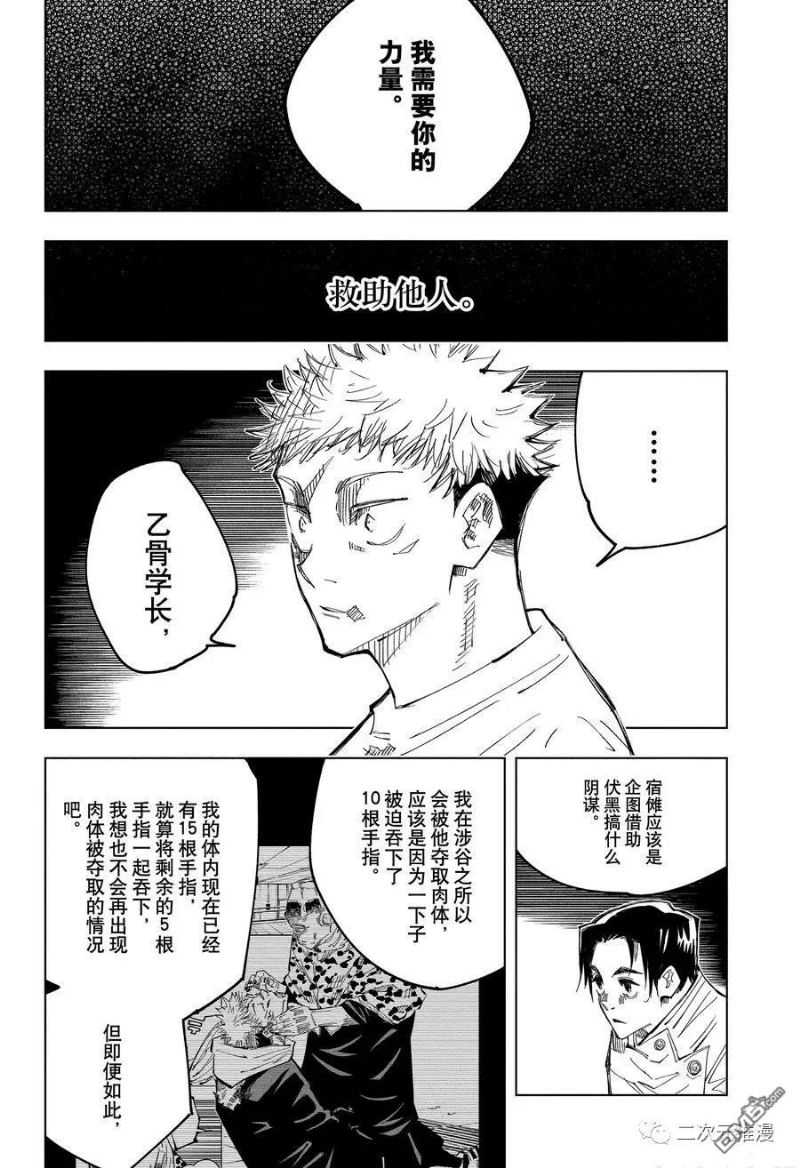 我需要你的
力量。
救助他人。
……
乙骨学长，
宿傩应该是
企图借助
伏黑搞什么
阴谋。
我在涉谷之所以
会被他夺取肉体，
应该是因为一下子
被迫吞下了
10根手指。
我的体内现在已经
有15根手指，
就算将剩余的5根
手指一起吞下，
我想也不会再出现
肉体被夺取的情况
吧。
但即便如此，
二次元推漫
DM5.com